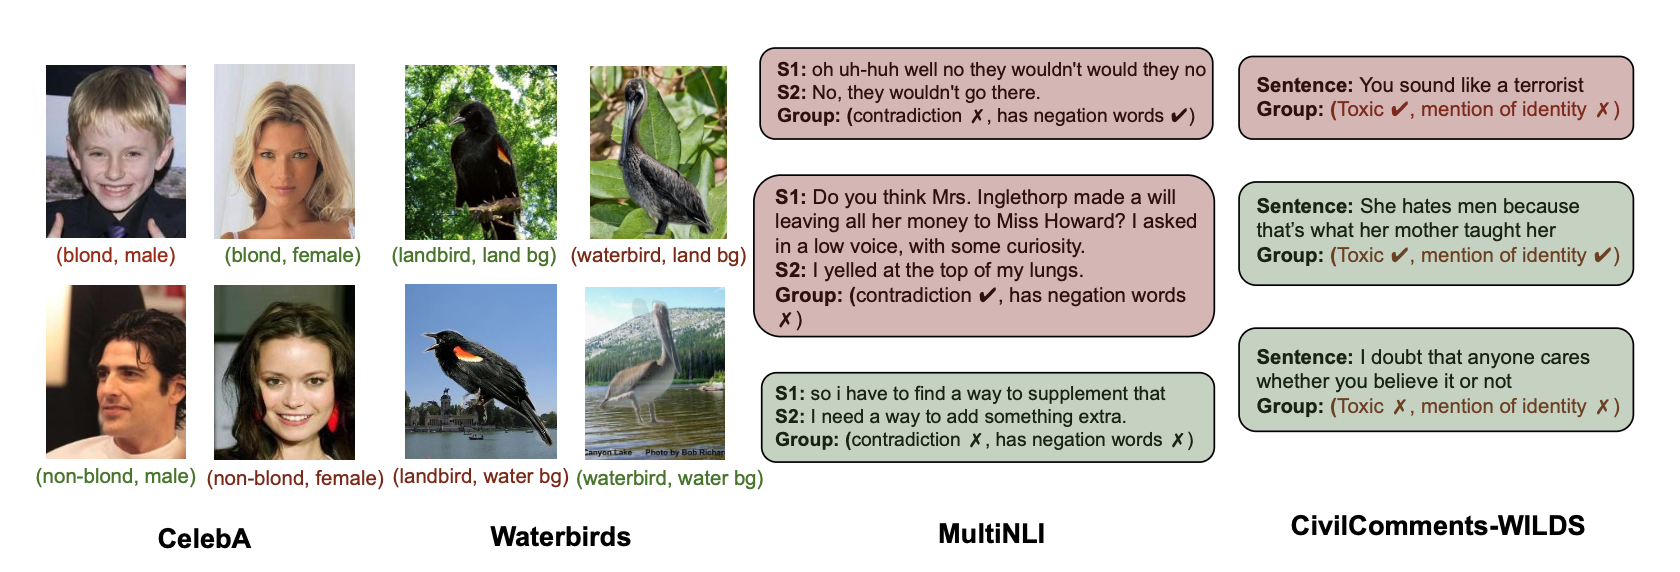 (blond, male)
(blond, female)
(non-blond, male)
(non-blond, female)
CelebA
(landbird, land bg)
(waterbird, land bg)
Canyon Lake Photo by Bob Richar
(landbird, water bg)
(waterbird, water bg)
Waterbirds
S1: oh uh-huh well no they wouldn't would they no
S2: No, they wouldn't go there.
Group: (contradiction ✗, has negation words ✔)
S1: Do you think Mrs. Inglethorp made a will
leaving all her money to Miss Howard? I asked
in a low voice, with some curiosity.
S2: I yelled at the top of my lungs.
Group: (contradiction ✔, has negation words
✗)
S1: so i have to find a way to supplement that
S2: I need a way to add something extra.
Group: (contradiction ✗, has negation words ✗)
MultiNLI
Sentence: You sound like a terrorist
Group: (Toxic ✔, mention of identity ✗)
Sentence: She hates men because
that’s what her mother taught her
Group: (Toxic ✔, mention of identity ✔)
Sentence: I doubt that anyone cares
whether you believe it or not
Group: (Toxic ✗, mention of identity ✗)
CivilComments-WILDS